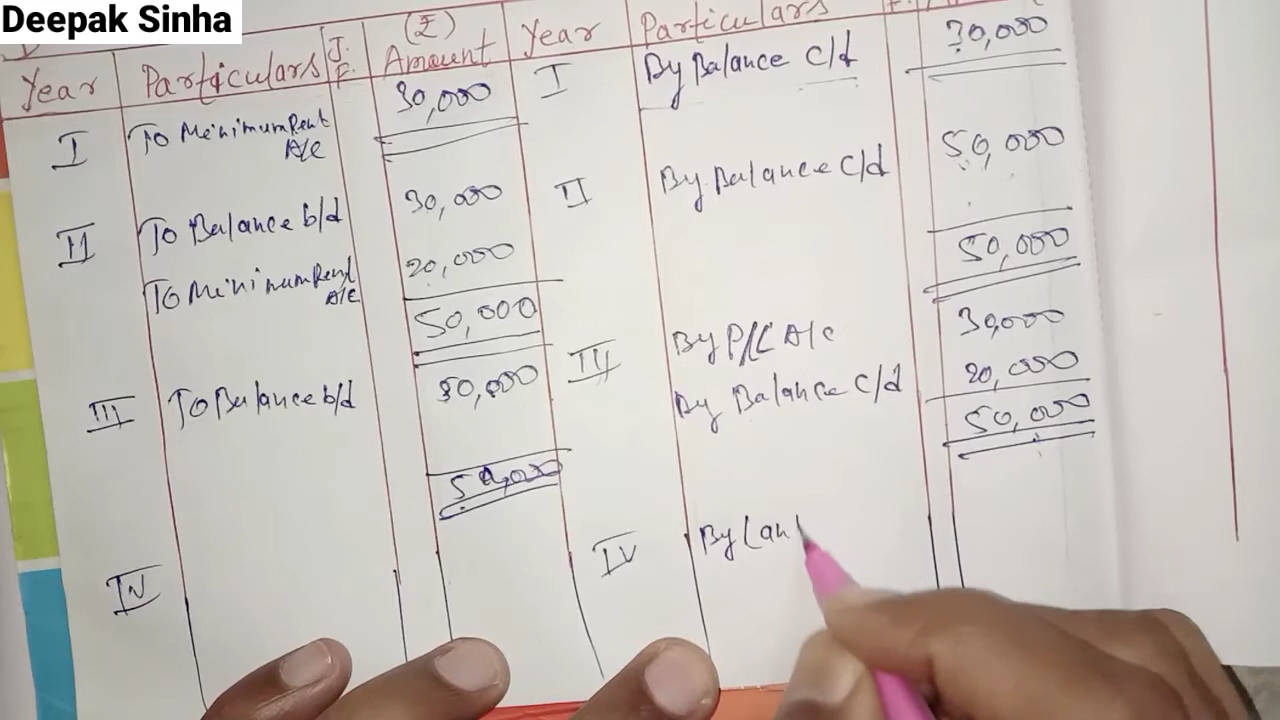 Deepak Sinha
Year Particulars J. F. (₹) Amount Year Particulars
I To Minimum Rent A/c 30,000 I By Balance C/d 30,000
II To Balance b/d 30,000 II By Balance C/d 50,000
To Minimum Rent A/c 20,000
50,000 50,000
III To Balance b/d 50,000 III By P/L A/c 30,000
By Balance C/d 20,000
50,000 50,000
IV IV By Lan